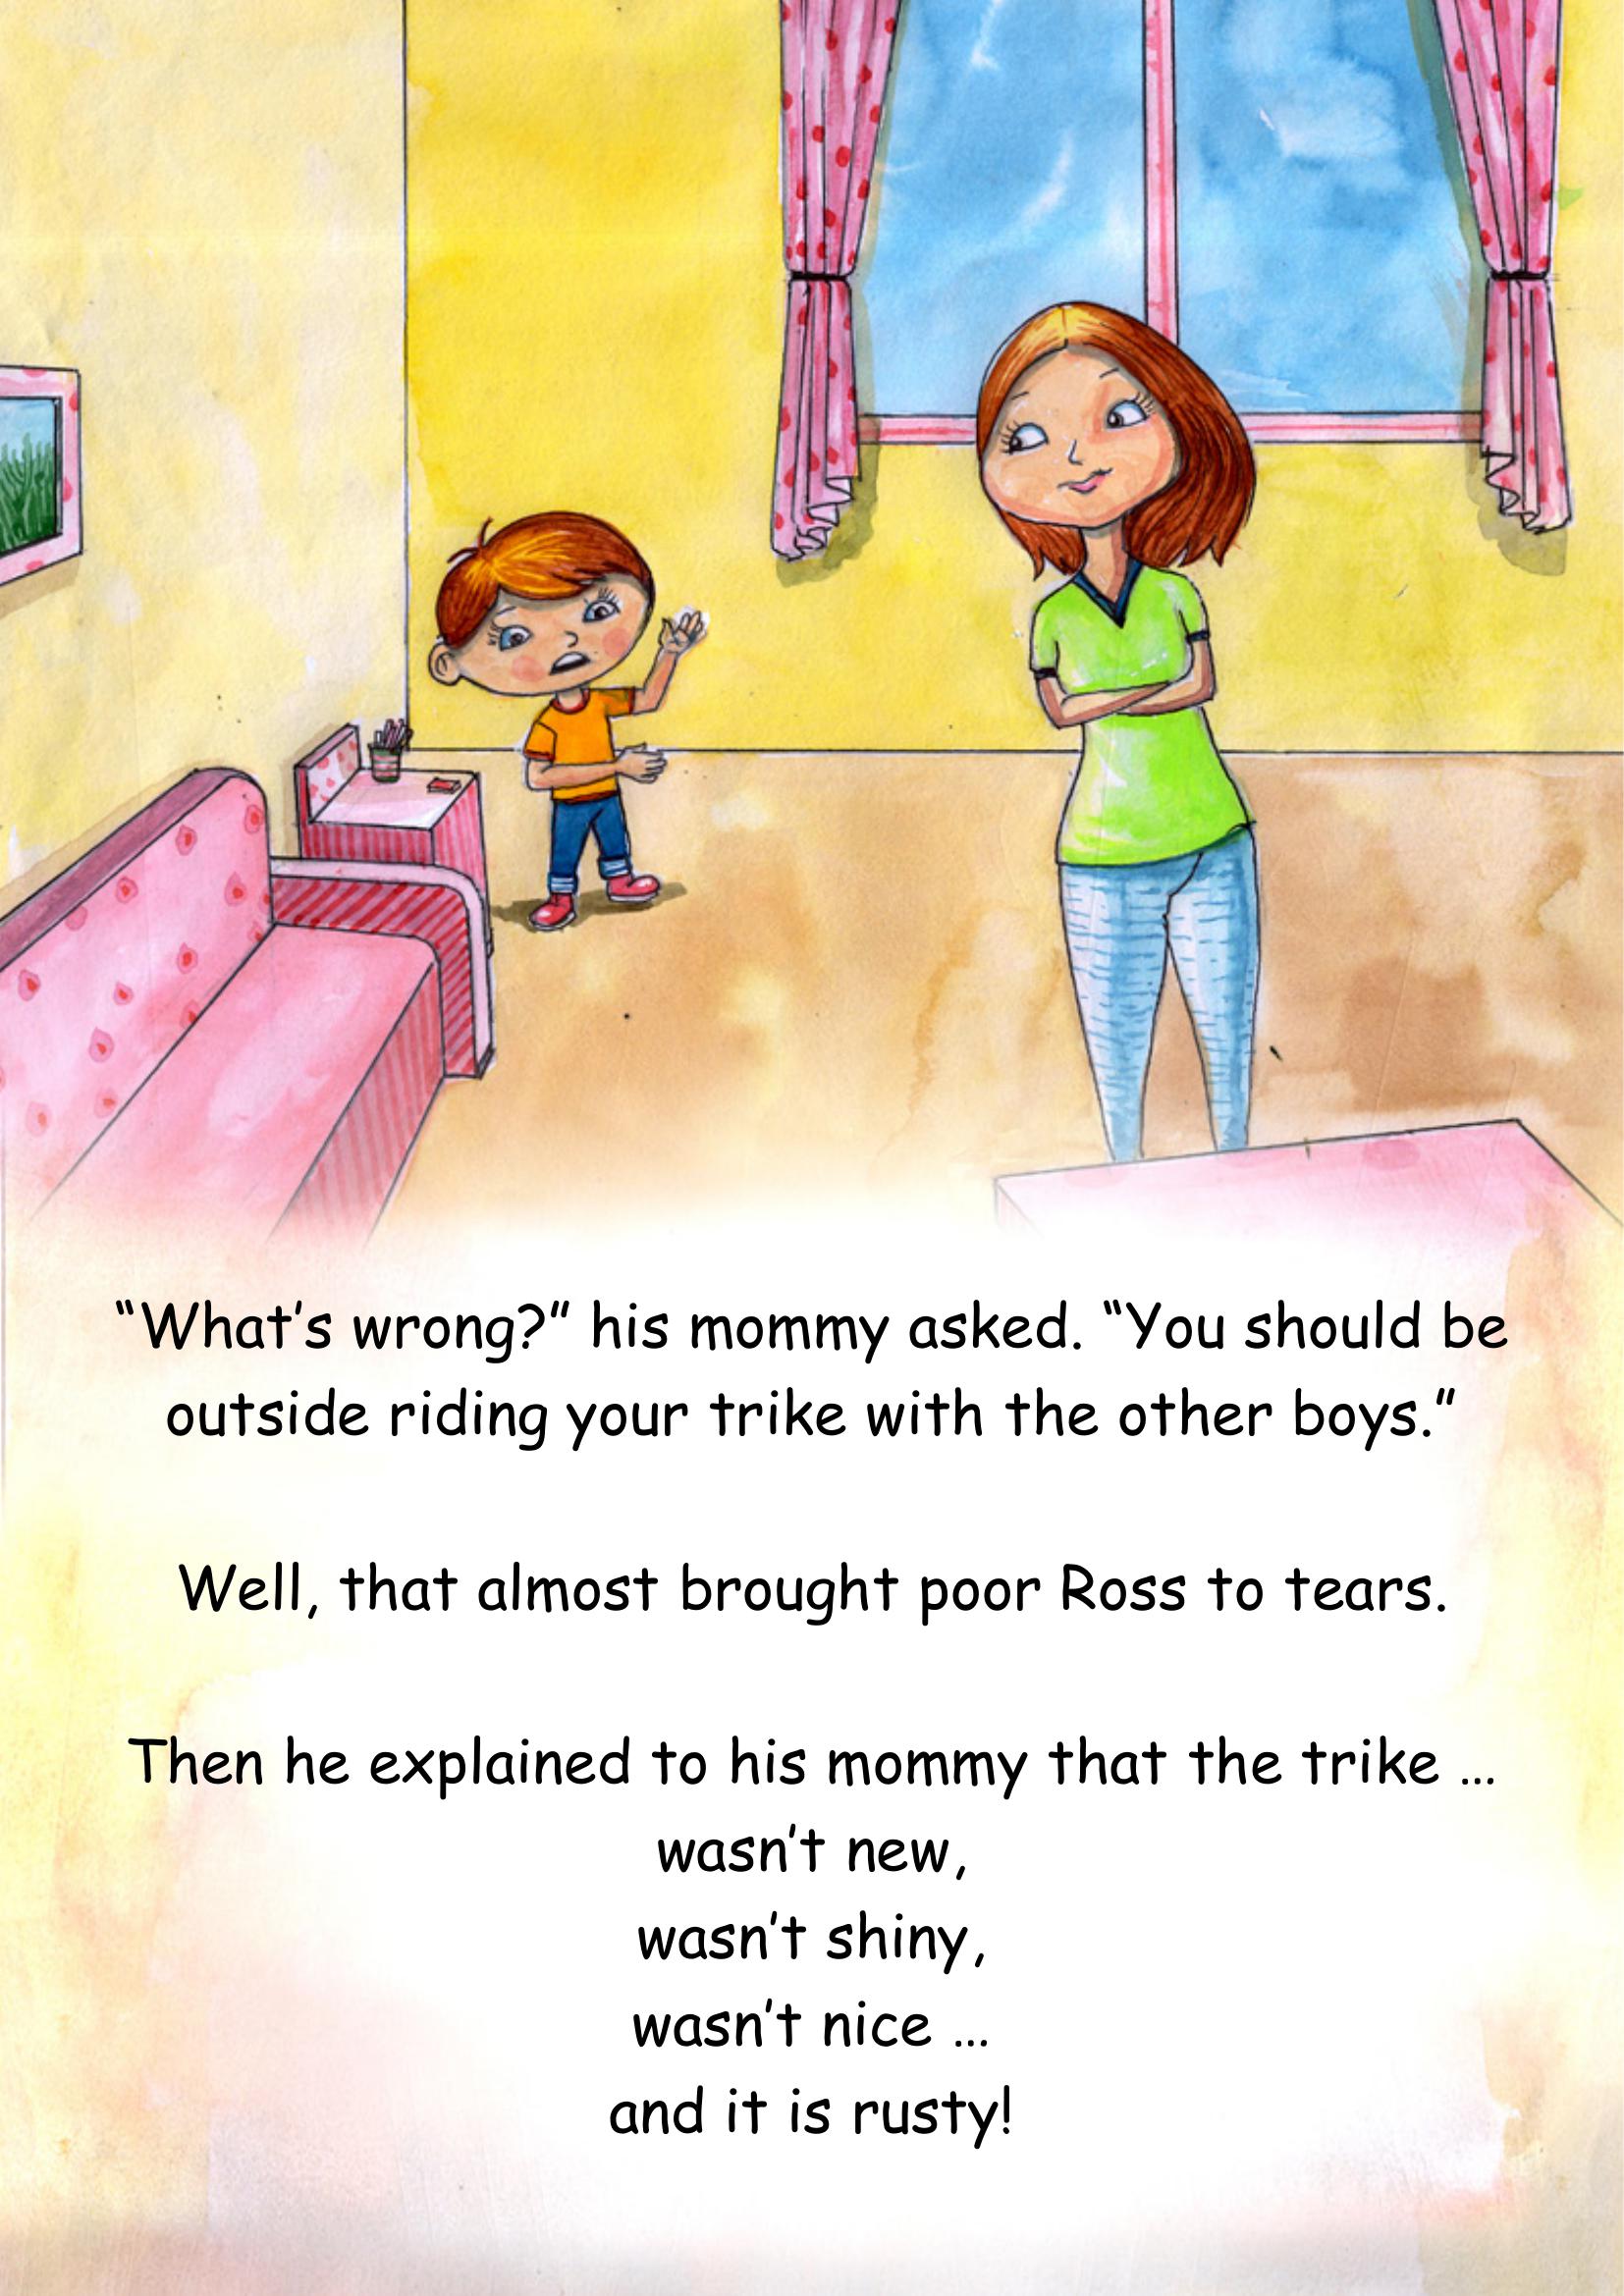 “What’s wrong?” his mommy asked. “You should be
outside riding your trike with the other boys.”
Well, that almost brought poor Ross to tears.
Then he explained to his mommy that the trike …
wasn’t new,
wasn’t shiny,
wasn’t nice …
and it is rusty!